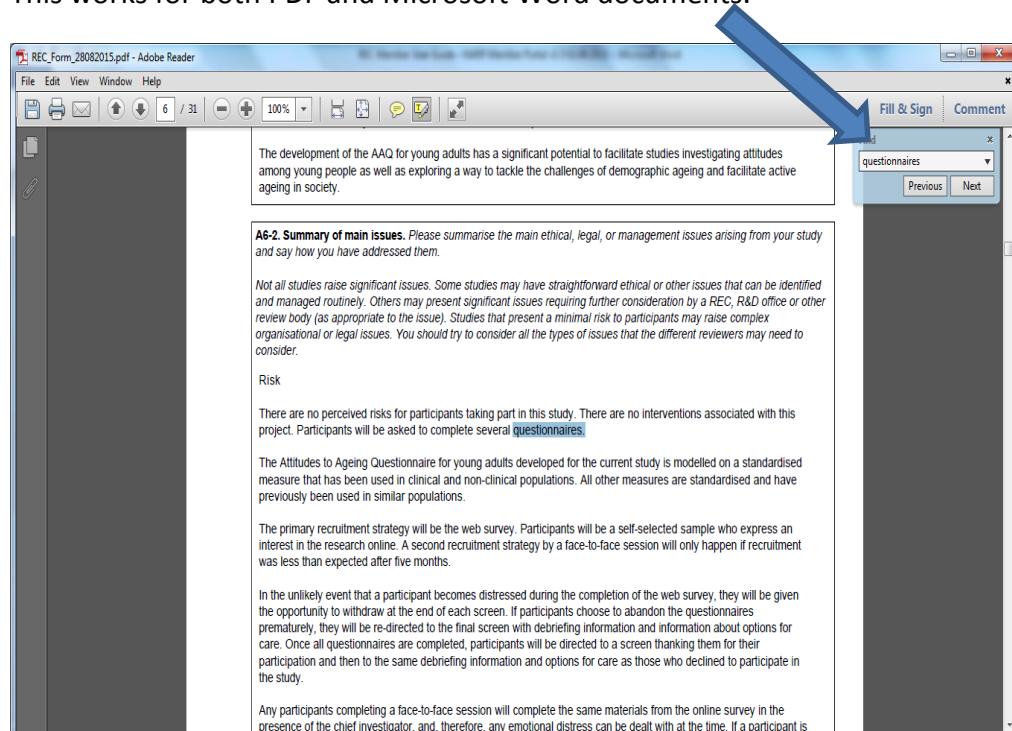 This works for both PDF and Microsoft Word documents.
REC_Form_28082015.pdf - Adobe Reader
File Edit View Window Help
6 / 31
100%
Fill & Sign
Comment
Find
questionnaires
Previous
Next
The development of the AAQ for young adults has a significant potential to facilitate studies investigating attitudes
among young people as well as exploring a way to tackle the challenges of demographic ageing and facilitate active
ageing in society.
A6-2. Summary of main issues. Please summarise the main ethical, legal, or management issues arising from your study
and say how you have addressed them.
Not all studies raise significant issues. Some studies may have straightforward ethical or other issues that can be identified
and managed routinely. Others may present significant issues requiring further consideration by a REC, R&D office or other
review body (as appropriate to the issue). Studies that present a minimal risk to participants may raise complex
organisational or legal issues. You should try to consider all the types of issues that the different reviewers may need to
consider.
Risk
There are no perceived risks for participants taking part in this study. There are no interventions associated with this
project. Participants will be asked to complete several questionnaires.
The Attitudes to Ageing Questionnaire for young adults developed for the current study is modelled on a standardised
measure that has been used in clinical and non-clinical populations. All other measures are standardised and have
previously been used in similar populations.
The primary recruitment strategy will be the web survey. Participants will be a self-selected sample who express an
interest in the research online. A second recruitment strategy by a face-to-face session will only happen if recruitment
was less than expected after five months.
In the unlikely event that a participant becomes distressed during the completion of the web survey, they will be given
the opportunity to withdraw at the end of each screen. If participants choose to abandon the questionnaires
prematurely, they will be re-directed to the final screen with debriefing information and information about options for
care. Once all questionnaires are completed, participants will be directed to a screen thanking them for their
participation and then to the same debriefing information and options for care as those who declined to participate in
the study.
Any participants completing a face-to-face session will complete the same materials from the online survey in the
presence of the chief investigator, and, therefore, any emotional distress can be dealt with at the time. If a participant is